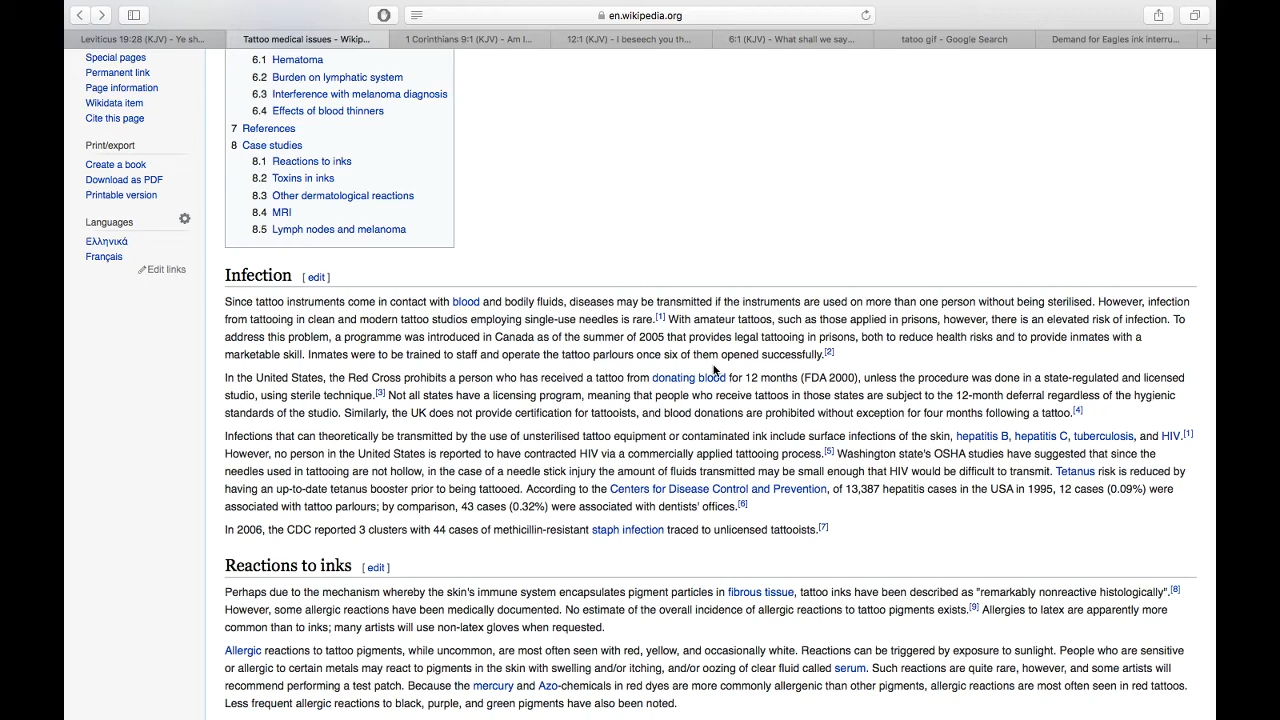 en.wikipedia.org
Leviticus 19:28 (KJV) - Ye sh...
Tattoo medical issues - Wikip...
1 Corinthians 9:1 (KJV) - Am I...
12:1 (KJV) - I beseech you th...
6:1 (KJV) - What shall we say...
tatoo gif - Google Search
Demand for Eagles ink interru...
Special pages
Permanent link
Page information
Wikidata item
Cite this page
Print/export
Create a book
Download as PDF
Printable version
Languages
Ελληνικά
Français
Edit links
6.1 Hematoma
6.2 Burden on lymphatic system
6.3 Interference with melanoma diagnosis
6.4 Effects of blood thinners
7 References
8 Case studies
8.1 Reactions to inks
8.2 Toxins in inks
8.3 Other dermatological reactions
8.4 MRI
8.5 Lymph nodes and melanoma
Infection [ edit ]
Since tattoo instruments come in contact with blood and bodily fluids, diseases may be transmitted if the instruments are used on more than one person without being sterilised. However, infection
from tattooing in clean and modern tattoo studios employing single-use needles is rare.[1] With amateur tattoos, such as those applied in prisons, however, there is an elevated risk of infection. To
address this problem, a programme was introduced in Canada as of the summer of 2005 that provides legal tattooing in prisons, both to reduce health risks and to provide inmates with a
marketable skill. Inmates were to be trained to staff and operate the tattoo parlours once six of them opened successfully.[2]
In the United States, the Red Cross prohibits a person who has received a tattoo from donating blood for 12 months (FDA 2000), unless the procedure was done in a state-regulated and licensed
studio, using sterile technique.[3] Not all states have a licensing program, meaning that people who receive tattoos in those states are subject to the 12-month deferral regardless of the hygienic
standards of the studio. Similarly, the UK does not provide certification for tattooists, and blood donations are prohibited without exception for four months following a tattoo.[4]
Infections that can theoretically be transmitted by the use of unsterilised tattoo equipment or contaminated ink include surface infections of the skin, hepatitis B, hepatitis C, tuberculosis, and HIV.[1]
However, no person in the United States is reported to have contracted HIV via a commercially applied tattooing process.[5] Washington state's OSHA studies have suggested that since the
needles used in tattooing are not hollow, in the case of a needle stick injury the amount of fluids transmitted may be small enough that HIV would be difficult to transmit. Tetanus risk is reduced by
having an up-to-date tetanus booster prior to being tattooed. According to the Centers for Disease Control and Prevention, of 13,387 hepatitis cases in the USA in 1995, 12 cases (0.09%) were
associated with tattoo parlours; by comparison, 43 cases (0.32%) were associated with dentists' offices.[6]
In 2006, the CDC reported 3 clusters with 44 cases of methicillin-resistant staph infection traced to unlicensed tattooists.[7]
Reactions to inks [ edit ]
Perhaps due to the mechanism whereby the skin's immune system encapsulates pigment particles in fibrous tissue, tattoo inks have been described as "remarkably nonreactive histologically".[8]
However, some allergic reactions have been medically documented. No estimate of the overall incidence of allergic reactions to tattoo pigments exists.[9] Allergies to latex are apparently more
common than to inks; many artists will use non-latex gloves when requested.
Allergic reactions to tattoo pigments, while uncommon, are most often seen with red, yellow, and occasionally white. Reactions can be triggered by exposure to sunlight. People who are sensitive
or allergic to certain metals may react to pigments in the skin with swelling and/or itching, and/or oozing of clear fluid called serum. Such reactions are quite rare, however, and some artists will
recommend performing a test patch. Because the mercury and Azo-chemicals in red dyes are more commonly allergenic than other pigments, allergic reactions are most often seen in red tattoos.
Less frequent allergic reactions to black, purple, and green pigments have also been noted.